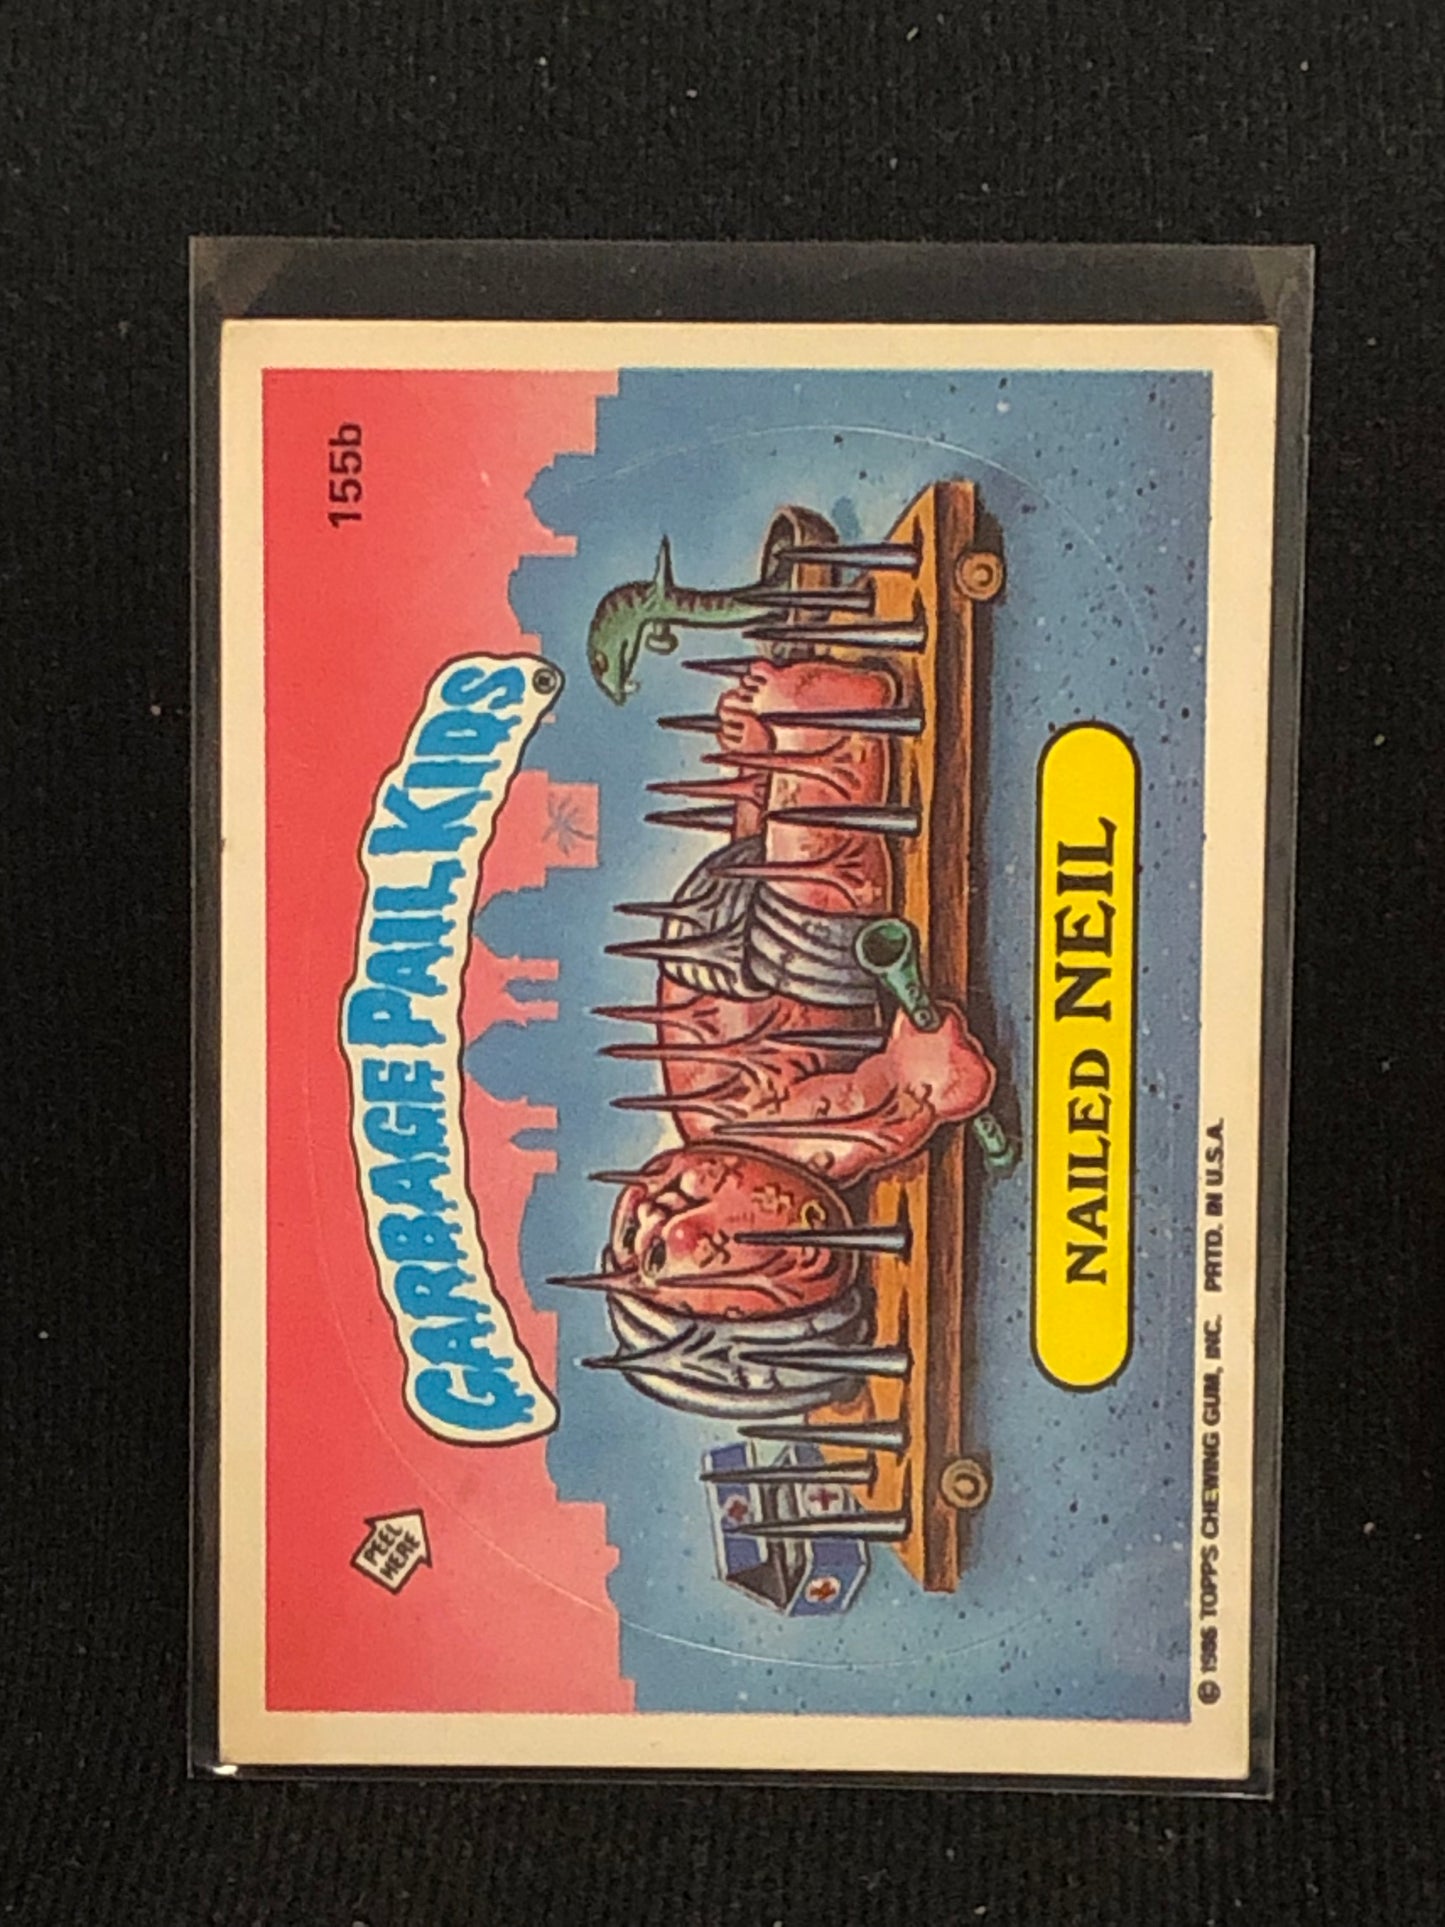 155b
PEEL
HERE
GARBAGE PAIL KIDS
®
NAILED NEIL
© 1986 TOPPS CHEWING GUM, INC. PRTD. IN U.S.A.